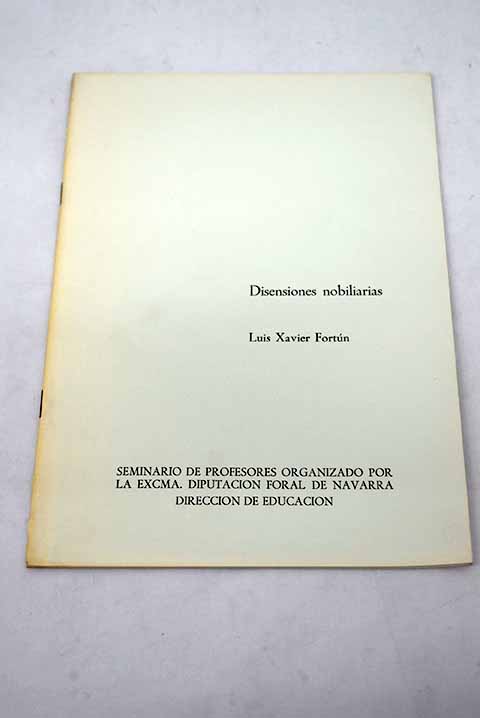 Disensiones nobiliarias
Luis Xavier Fortún
SEMINARIO DE PROFESORES ORGANIZADO POR
LA EXCMA. DIPUTACION FORAL DE NAVARRA
DIRECCION DE EDUCACION